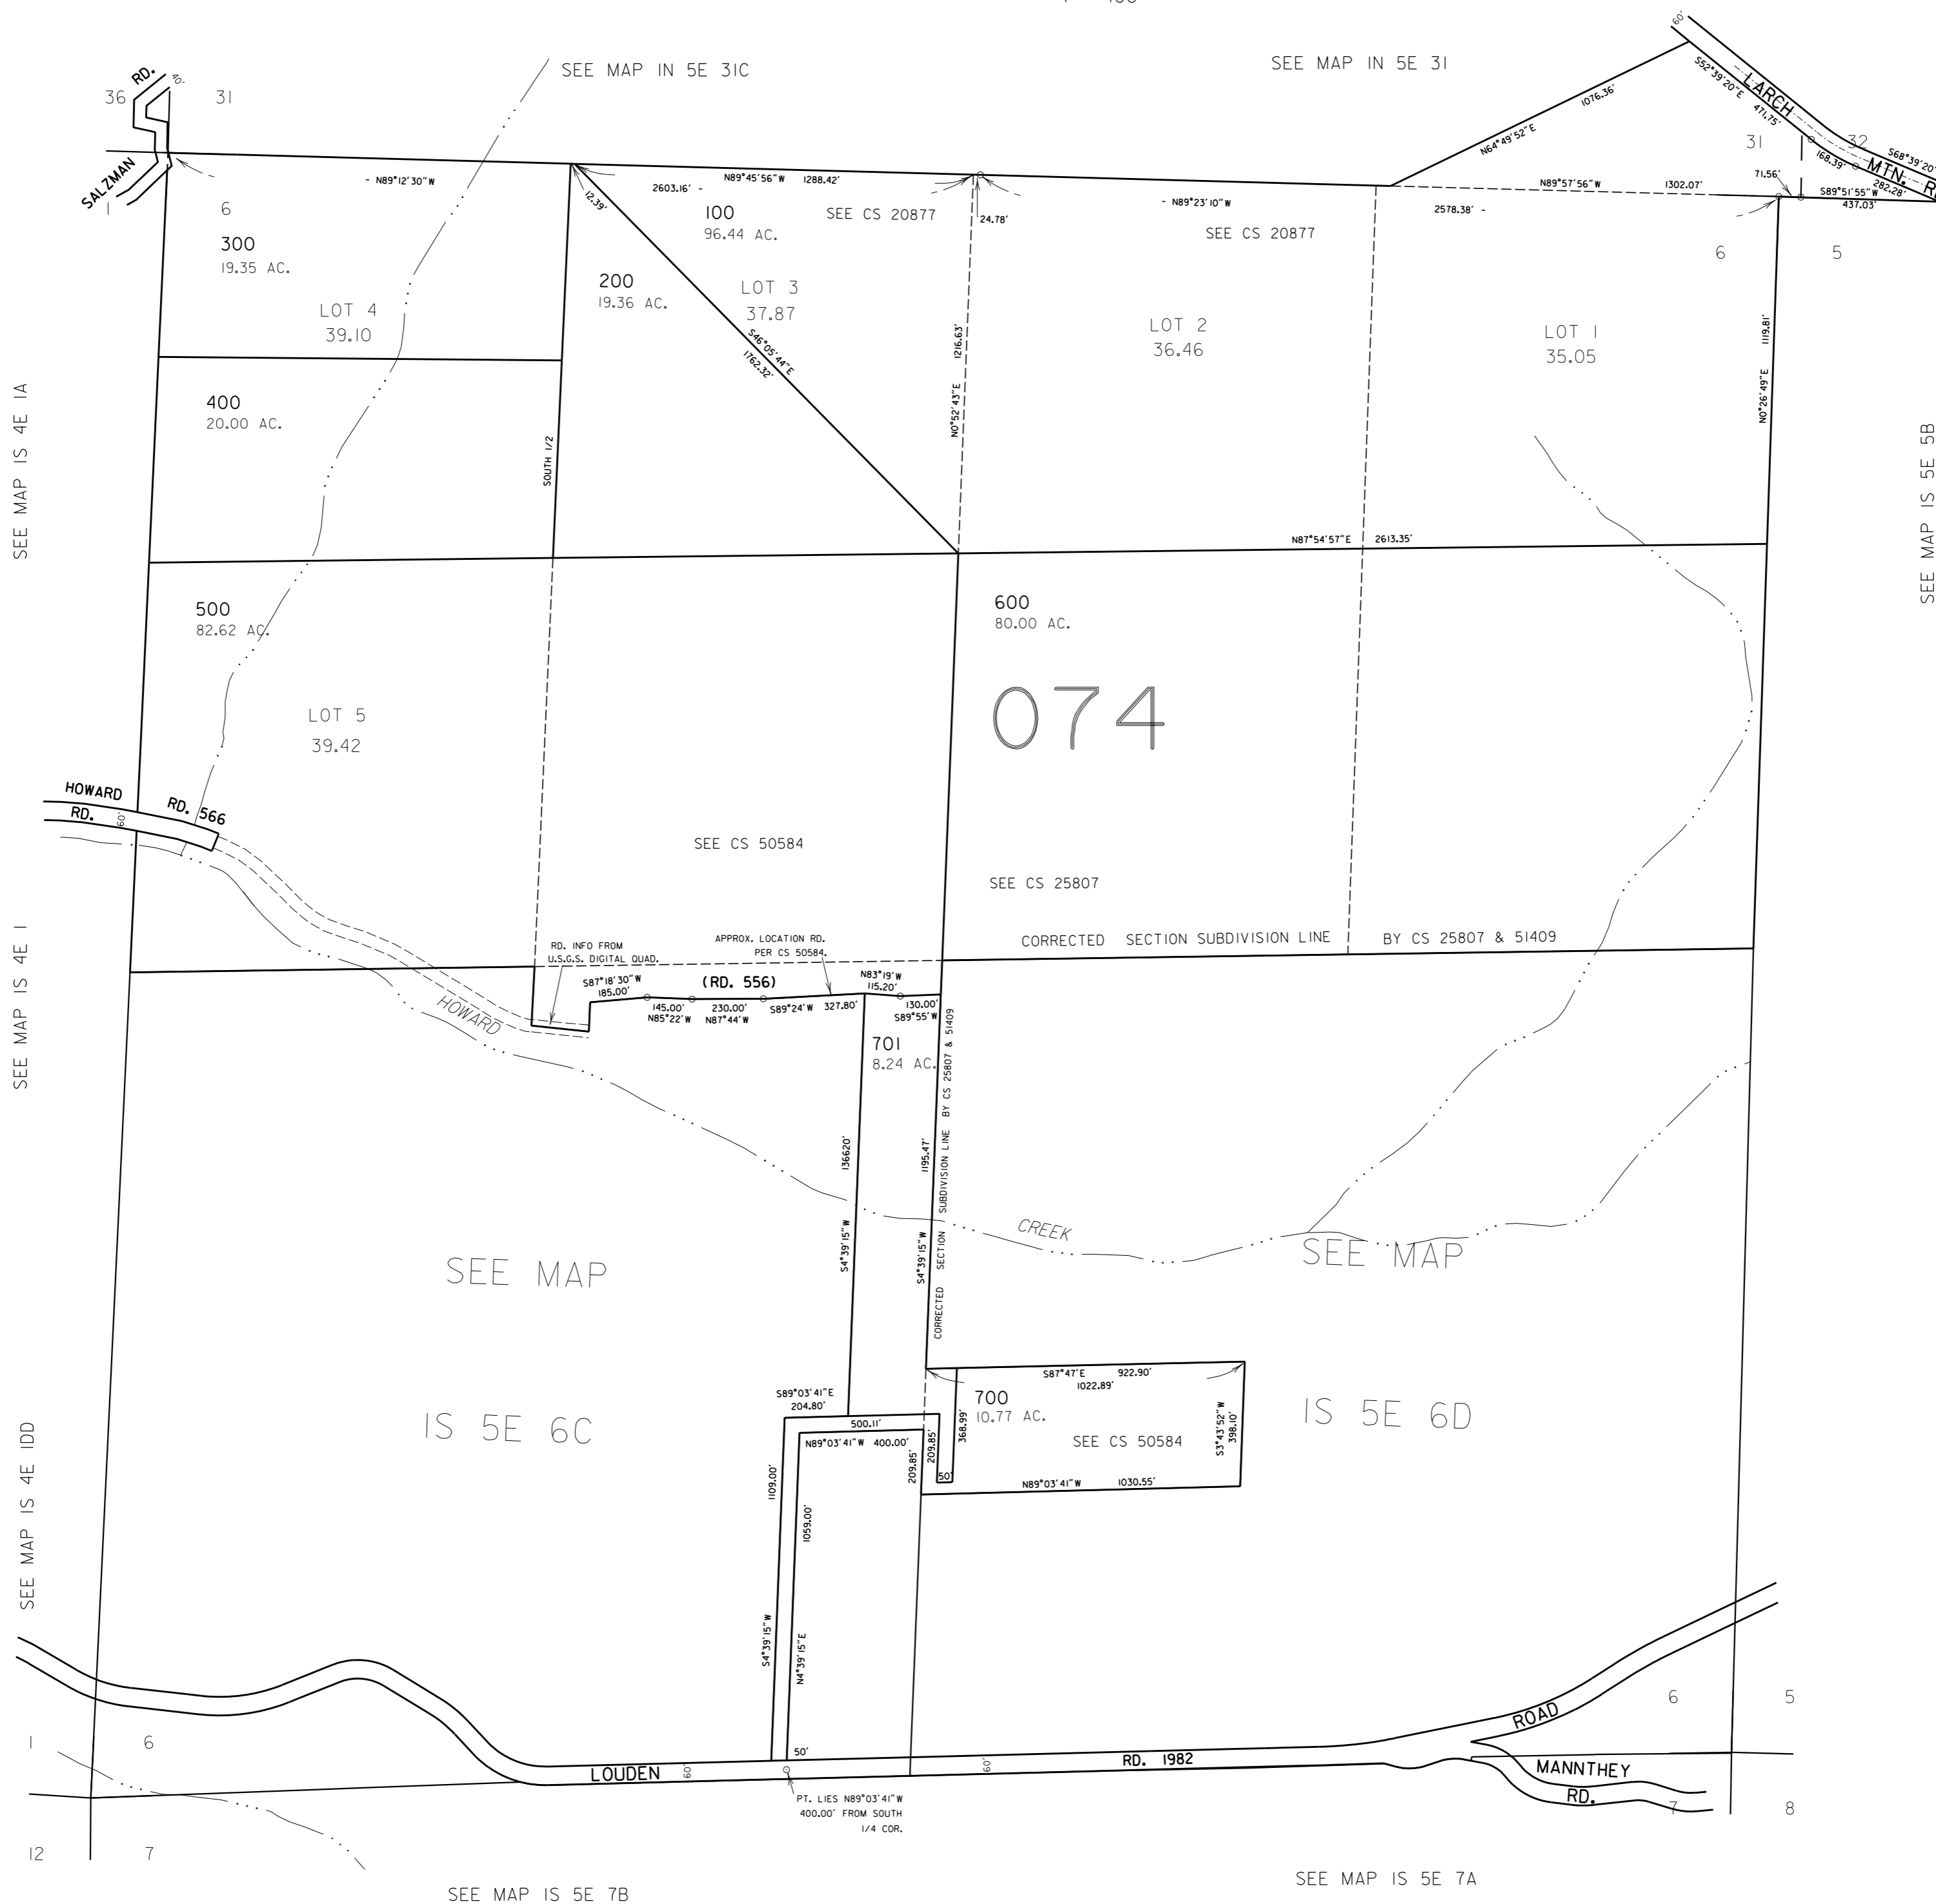 SEE MAP IN 5E 31C
SEE MAP IN 5E 31
RD.
40'
36
31
SALZMAN
1
6
60'
S52°39'20"E
471.75'
LARCH
MTN.
1076.36'
N64°49'52"E
31
32
168.39'
S68°39'20"
282.28'
71.56'
S89°51'55"W
437.03'
6
5
- N89°12'30"W
2603.16' -
12.39'
N89°45'56"W 1288.42'
24.78'
- N89°23'10"W
2578.38' -
N89°57'56"W 1302.07'
300
19.35 AC.
LOT 4
39.10
100
96.44 AC.
SEE CS 20877
200
19.36 AC.
LOT 3
37.87
S46°05'44"E
1762.32'
N0°52'43"E 1216.63'
SEE CS 20877
LOT 2
36.46
LOT 1
35.05
N0°26'49"E 1119.81'
400
20.00 AC.
SOUTH 1/2
SEE MAP 1S 4E 1A
SEE MAP 1S 5E 5B
N87°54'57"E 2613.35'
500
82.62 AC.
600
80.00 AC.
074
LOT 5
39.42
HOWARD
RD.
60'
RD. 566
SEE CS 50584
SEE CS 25807
CORRECTED SECTION SUBDIVISION LINE BY CS 25807 & 51409
SEE MAP 1S 4E 1
RD. INFO FROM
U.S.G.S. DIGITAL QUAD.
APPROX. LOCATION RD.
PER CS 50584.
S87°18'30"W
185.00'
(RD. 556)
N83°19'W
115.20'
145.00'
N85°22'W
230.00'
N87°44'W
S89°24'W 327.80'
130.00'
S89°55'W
HOWARD
701
8.24 AC.
136620'
S4°39'15"W
1195.47'
S4°39'15"W
CORRECTED SECTION SUBDIVISION LINE BY CS 25807 & 51409
CREEK
SEE MAP
1S 5E 6C
SEE MAP
1S 5E 6D
SEE MAP 1S 4E 1DD
S87°47'E 922.90'
1022.89'
700
10.77 AC.
SEE CS 50584
S3°43'52"W
398.10'
368.99'
209.85'
209.85'
50'
N89°03'41"W 1030.55'
S89°03'41"E
204.80'
500.11'
N89°03'41"W 400.00'
1109.00'
S4°39'15"W
1059.00'
N4°39'15"E
50'
1
6
12
7
LOUDEN
60'
60'
RD. 1982
ROAD
MANNTHEY
RD.
6
5
7
8
PT. LIES N89°03'41"W
400.00' FROM SOUTH
1/4 COR.
SEE MAP 1S 5E 7B
SEE MAP 1S 5E 7A